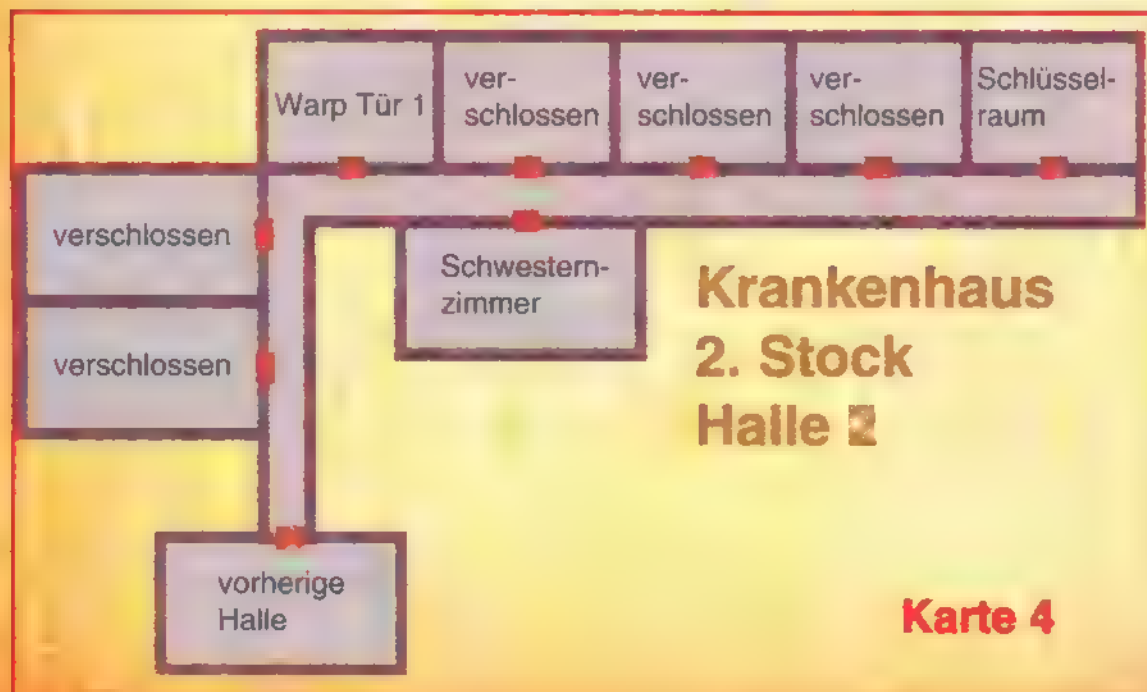 Warp Tür 1
ver-
schlossen
ver-
schlossen
ver-
schlossen
Schlüssel-
raum
verschlossen
Schwestern-
zimmer
verschlossen
Krankenhaus
2. Stock
Halle
vorherige
Halle
Karte 4